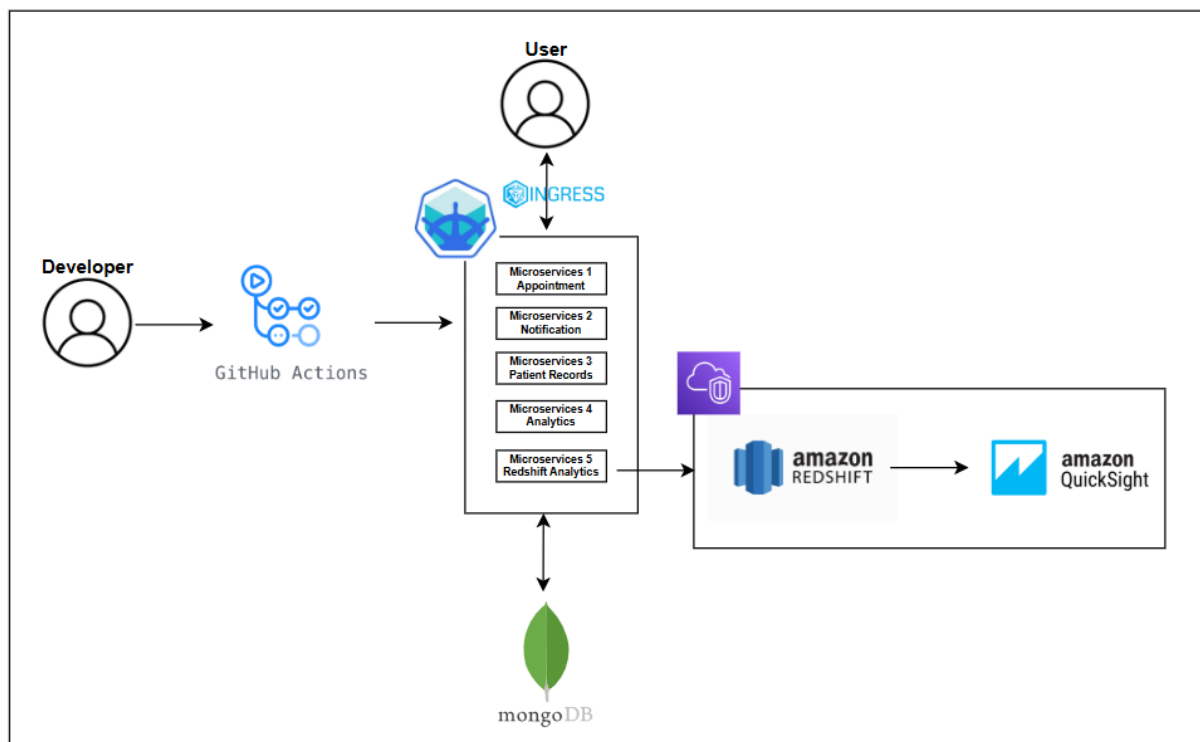 User
INGRESS
Developer
GitHub Actions
Microservices 1
Appointment
Microservices 2
Notification
Microservices 3
Patient Records
Microservices 4
Analytics
Microservices 5
Redshift Analytics
amazon
REDSHIFT
amazon
QuickSight
mongoDB